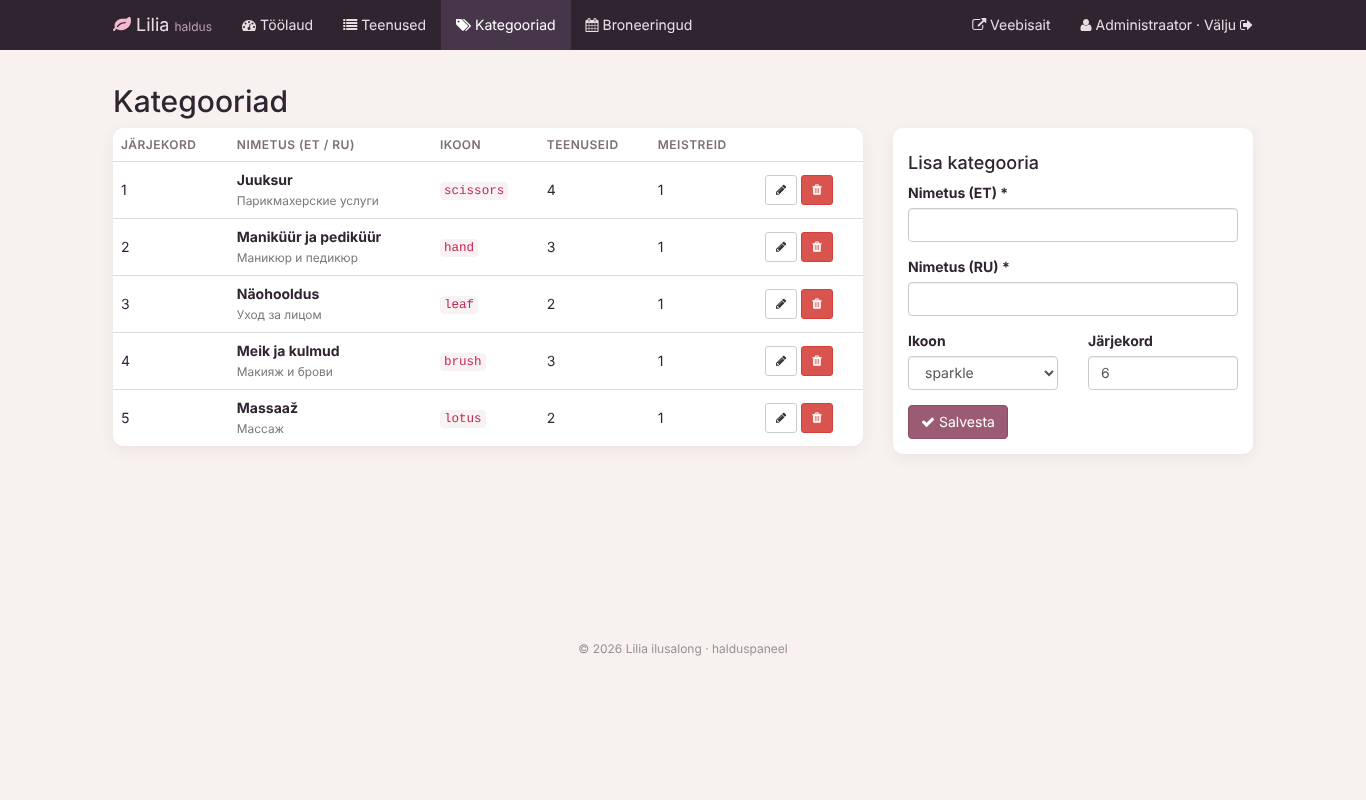 Lilia haldus Töölaud Teenused Kategooriad Broneeringud Veebisait Administraator · Välju
Kategooriad
JÄRJEKORD NIMETUS (ET / RU) IKOON TEENUSEID MEISTREID
1 Juuksur scissors 4 1
Парикмахерские услуги
2 Maniküür ja pediküür hand 3 1
Маникюр и педикюр
3 Näohooldus leaf 2 1
Уход за лицом
4 Meik ja kulmud brush 3 1
Макияж и брови
5 Massaaž lotus 2 1
Массаж
Lisa kategooria
Nimetus (ET) *
Nimetus (RU) *
Ikoon Järjekord
sparkle 6
Salvesta
© 2026 Lilia ilusalong · halduspaneel